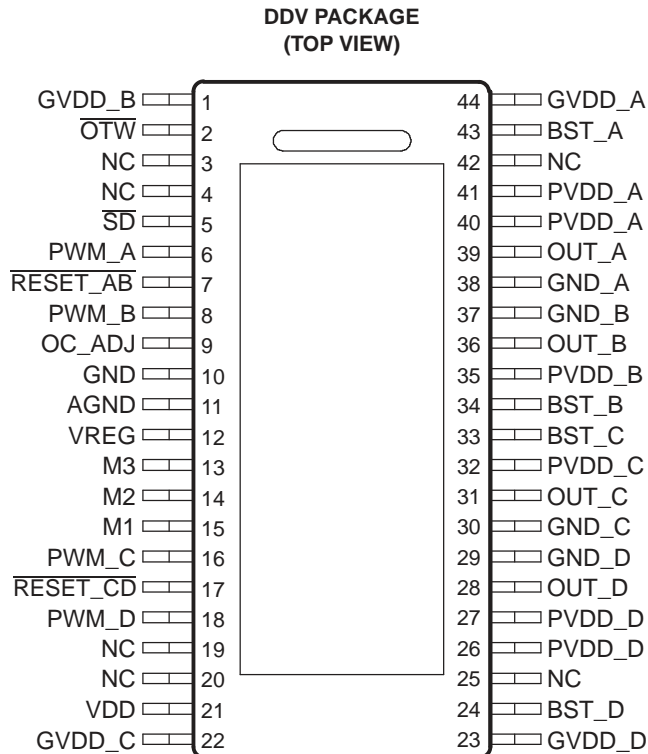 DDV PACKAGE
(TOP VIEW)
GVDD_B 1 44 GVDD_A
OTW 2 43 BST_A
NC 3 42 NC
NC 4 41 PVDD_A
SD 5 40 PVDD_A
PWM_A 6 39 OUT_A
RESET_AB 7 38 GND_A
PWM_B 8 37 GND_B
OC_ADJ 9 36 OUT_B
GND 10 35 PVDD_B
AGND 11 34 BST_B
VREG 12 33 BST_C
M3 13 32 PVDD_C
M2 14 31 OUT_C
M1 15 30 GND_C
PWM_C 16 29 GND_D
RESET_CD 17 28 OUT_D
PWM_D 18 27 PVDD_D
NC 19 26 PVDD_D
NC 20 25 NC
VDD 21 24 BST_D
GVDD_C 22 23 GVDD_D